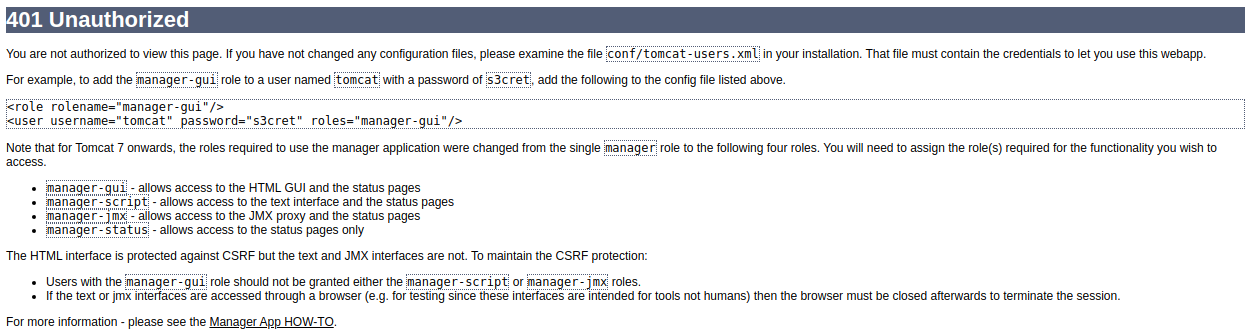 401 Unauthorized
You are not authorized to view this page. If you have not changed any configuration files, please examine the file conf/tomcat-users.xml in your installation. That file must contain the credentials to let you use this webapp.
For example, to add the manager-gui role to a user named tomcat with a password of s3cret, add the following to the config file listed above.
<role rolename="manager-gui"/>
<user username="tomcat" password="s3cret" roles="manager-gui"/>
Note that for Tomcat 7 onwards, the roles required to use the manager application were changed from the single manager role to the following four roles. You will need to assign the role(s) required for the functionality you wish to
access.
• manager-gui - allows access to the HTML GUI and the status pages
• manager-script - allows access to the text interface and the status pages
• manager-jmx - allows access to the JMX proxy and the status pages
• manager-status - allows access to the status pages only
The HTML interface is protected against CSRF but the text and JMX interfaces are not. To maintain the CSRF protection:
• Users with the manager-gui role should not be granted either the manager-script or manager-jmx roles.
• If the text or jmx interfaces are accessed through a browser (e.g. for testing since these interfaces are intended for tools not humans) then the browser must be closed afterwards to terminate the session.
For more information - please see the Manager App HOW-TO.